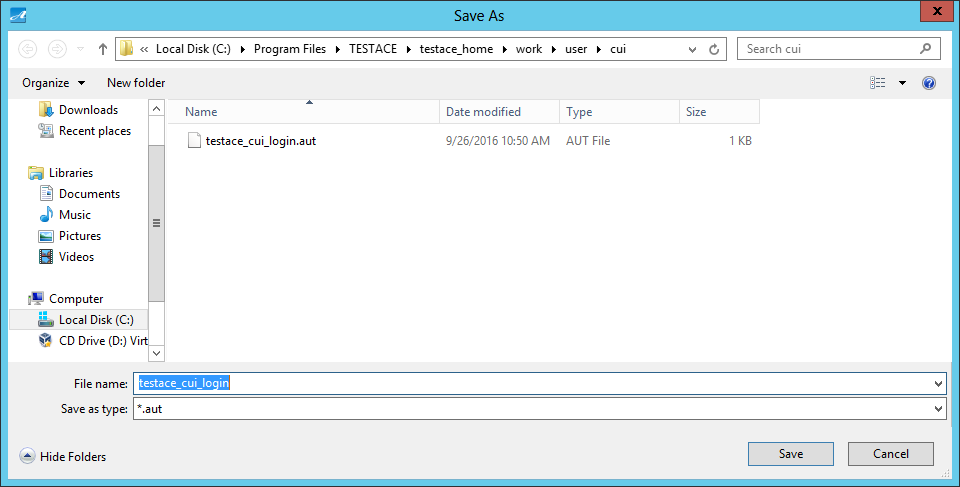 Save As
x
« Local Disk (C:) Program Files TESTACE testace_home work user cui
Search cui
Organize New folder
Name Date modified Type Size
testace_cui_login.aut 9/26/2016 10:50 AM AUT File 1 KB
Downloads
Recent places
Libraries
Documents
Music
Pictures
Videos
Computer
Local Disk (C:)
CD Drive (D:) Virt
File name: testace_cui_login
Save as type: *.aut
Hide Folders
Save Cancel